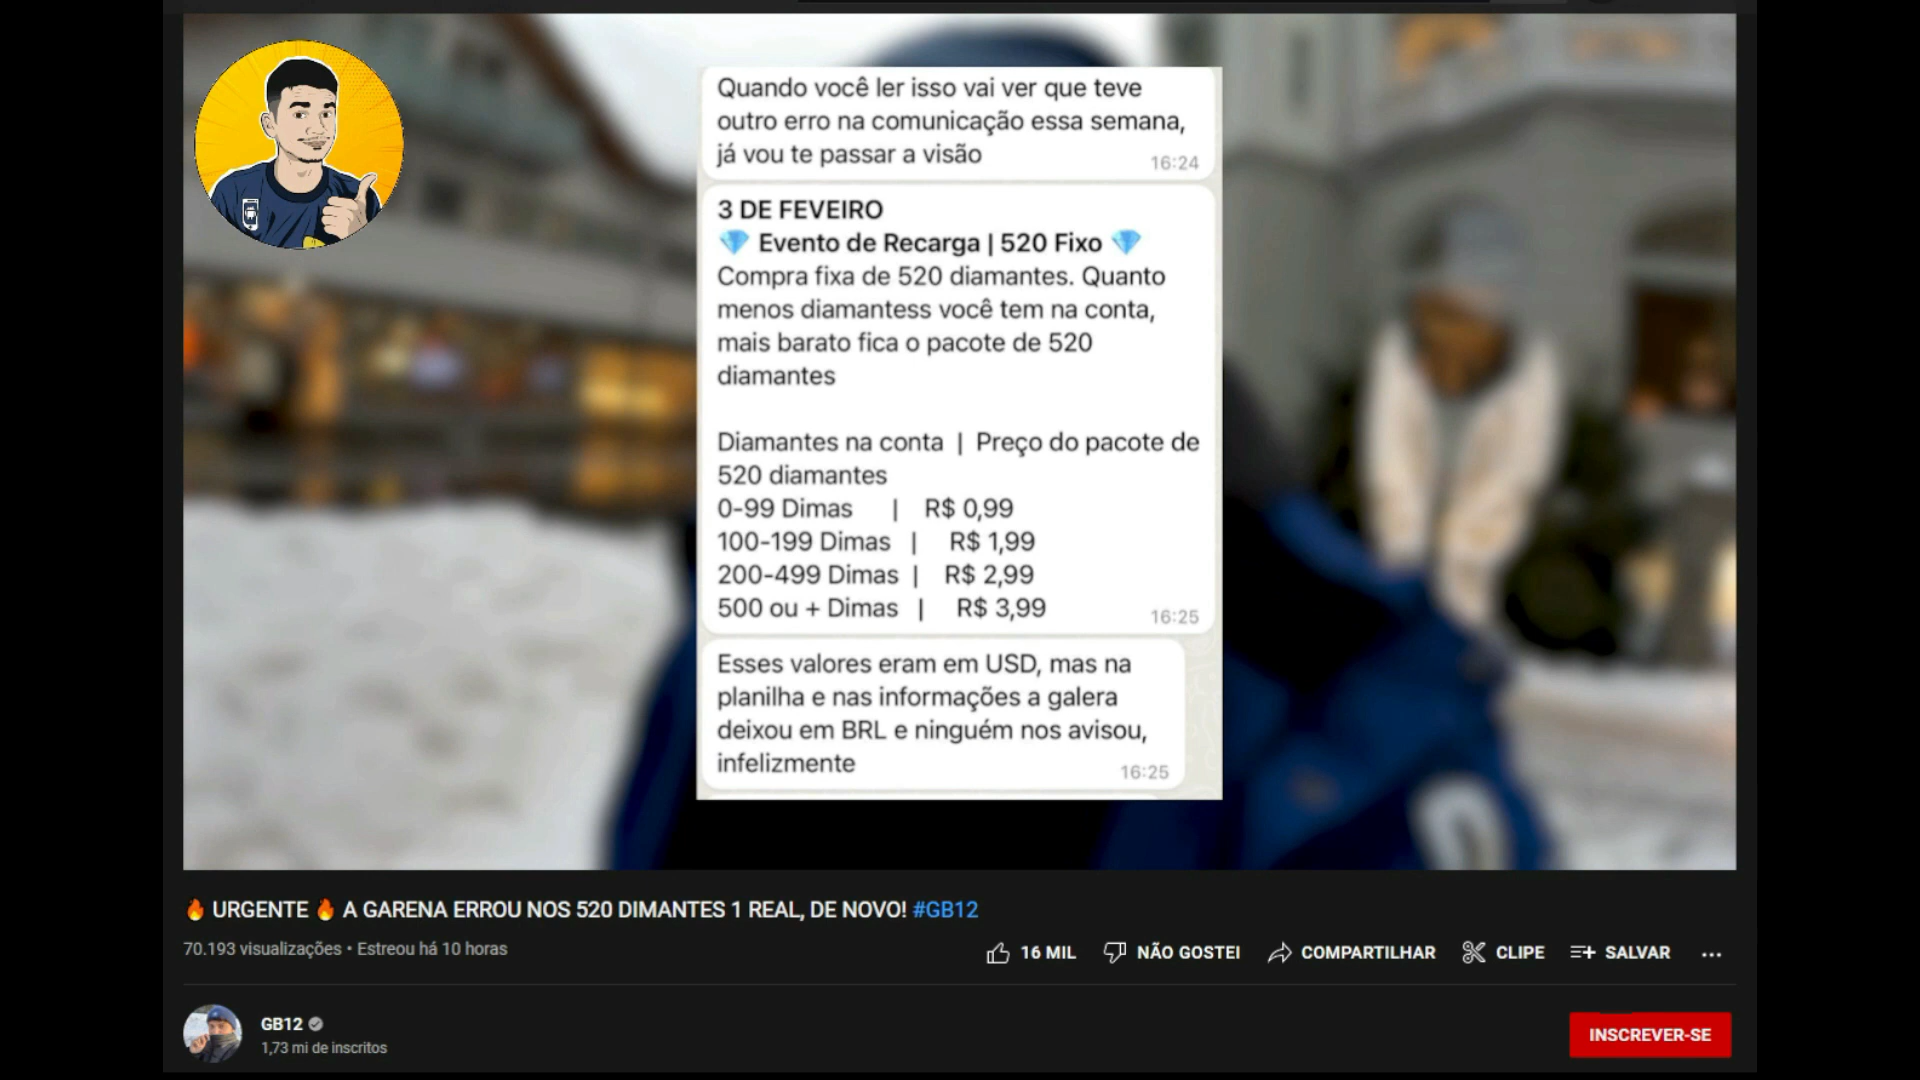 Quando você ler isso vai ver que teve
outro erro na comunicação essa semana,
já vou te passar a visão
16:24
3 DE FEVEIRO
💎 Evento de Recarga | 520 Fixo 💎
Compra fixa de 520 diamantes. Quanto
menos diamantess você tem na conta,
mais barato fica o pacote de 520
diamantes
Diamantes na conta | Preço do pacote de
520 diamantes
0-99 Dimas | R$ 0,99
100-199 Dimas | R$ 1,99
200-499 Dimas | R$ 2,99
500 ou + Dimas | R$ 3,99
16:25
Esses valores eram em USD, mas na
planilha e nas informações a galera
deixou em BRL e ninguém nos avisou,
infelizmente
16:25
🔥 URGENTE 🔥 A GARENA ERROU NOS 520 DIMANTES 1 REAL, DE NOVO! #GB12
70.193 visualizações • Estreou há 10 horas
16 MIL NÃO GOSTEI COMPARTILHAR CLIPE SALVAR ...
GB12
1,73 mi de inscritos
INSCREVER-SE